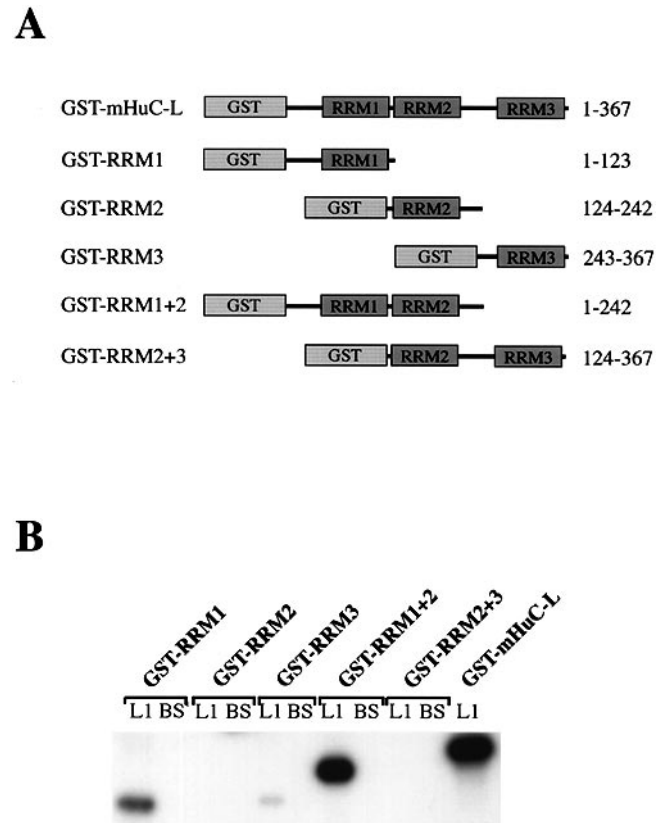 A
GST-mHuC-L GST RRM1 RRM2 RRM3 1-367
GST-RRM1 GST RRM1 1-123
GST-RRM2 GST RRM2 124-242
GST-RRM3 GST RRM3 243-367
GST-RRM1+2 GST RRM1 RRM2 1-242
GST-RRM2+3 GST RRM2 RRM3 124-367
B
GST-RRM1 GST-RRM2 GST-RRM3 GST-RRM1+2 GST-RRM2+3 GST-mHuC-L
L1 BS L1 BS L1 BS L1 BS L1 BS L1